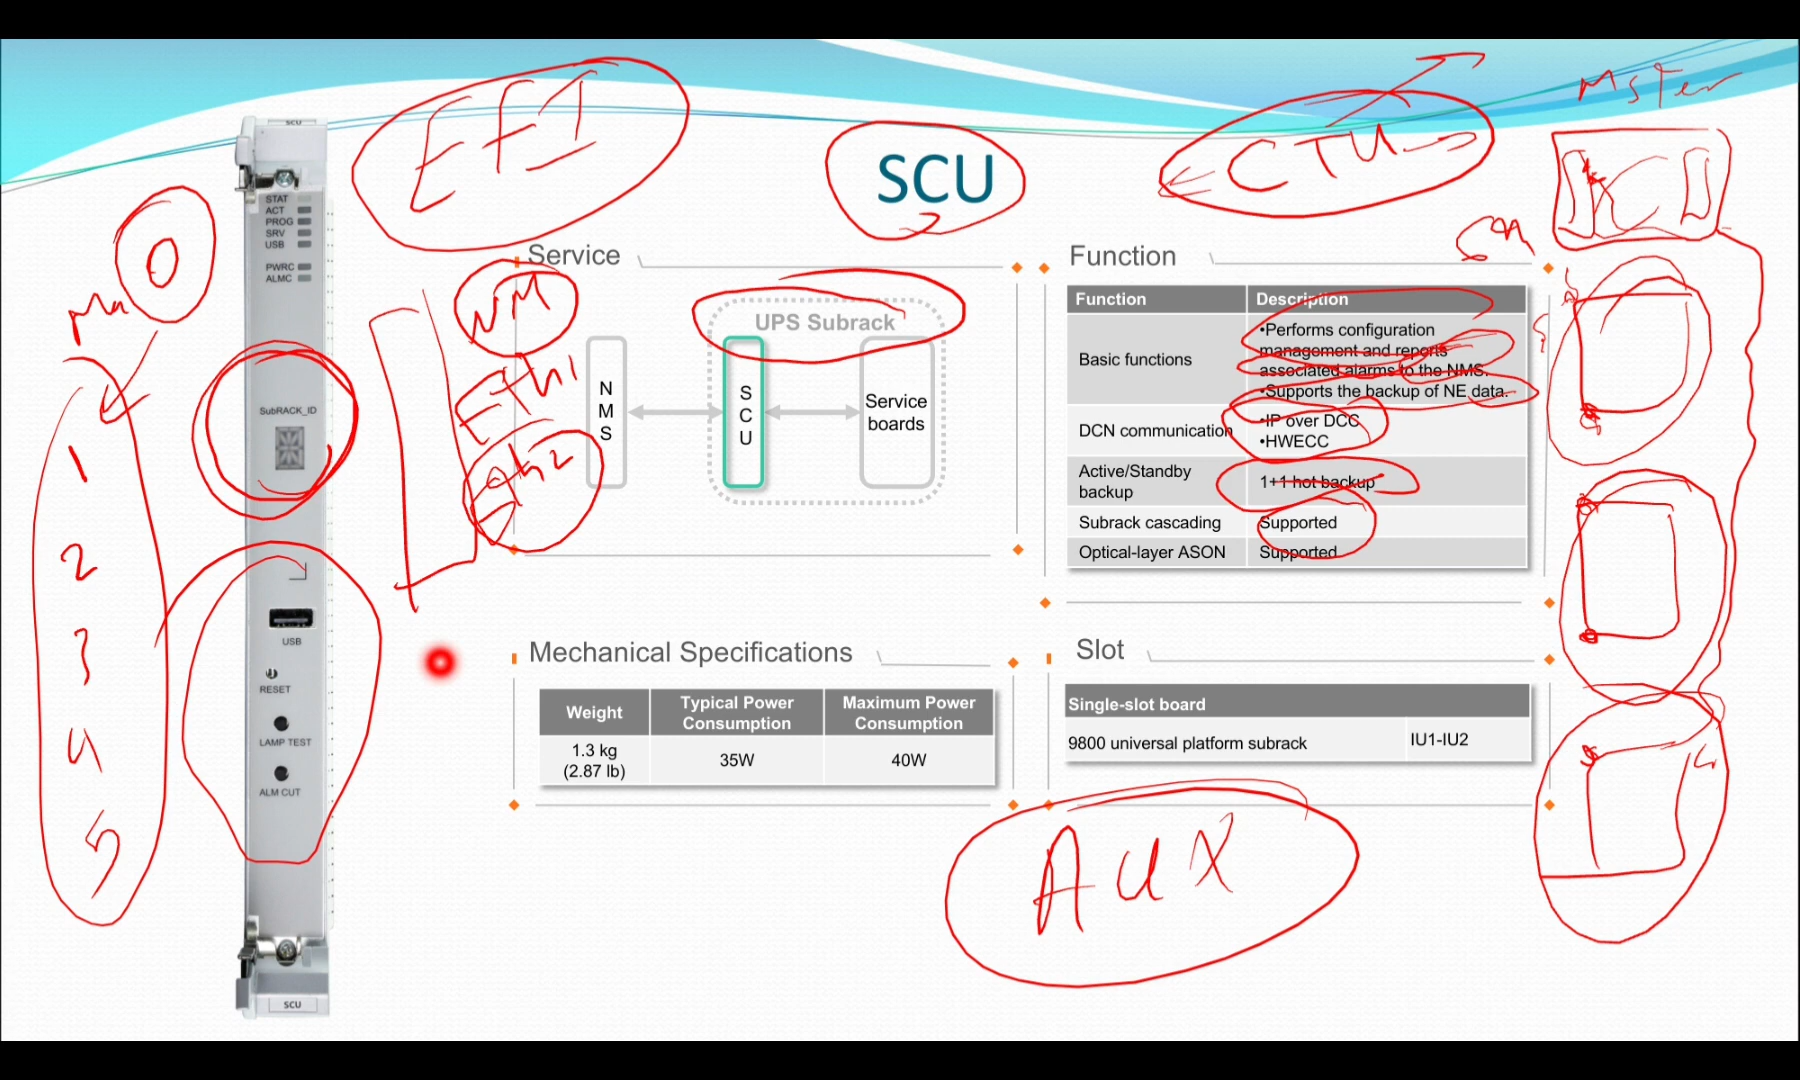 EFI
SCU
CTU
Mster
SCU
STAT
ACT
PROG
SRV
USB
PWRC
ALMC
0
Service
NM
Eth1
Eth2
UPS Subrack
NMS
SCU
Service boards
Function
Function Description
Basic functions
•Performs configuration
management and reports
associated alarms to the NMS.
•Supports the backup of NE data.
DCN communication
•IP over DCC
•HWECC
Active/Standby
backup
1+1 hot backup
Subrack cascading Supported
Optical-layer ASON Supported
SubRACK_ID
1
2
3
4
5
USB
RESET
LAMP TEST
ALM CUT
SCU
Mechanical Specifications
Weight
Typical Power
Consumption
Maximum Power
Consumption
1.3 kg
(2.87 lb)
35W
40W
Slot
Single-slot board
9800 universal platform subrack IU1-IU2
AUX